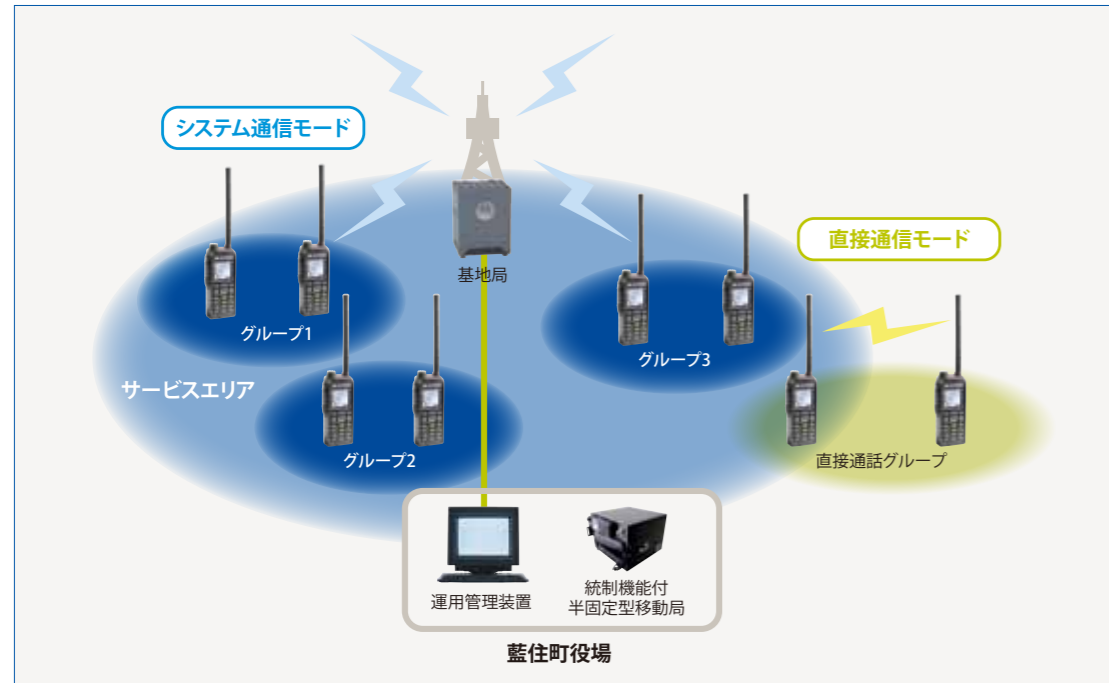 システム通信モード
直接通信モード
基地局
グループ1
グループ3
サービスエリア
グループ2
直接通話グループ
運用管理装置
統制機能付
半固定型移動局
藍住町役場